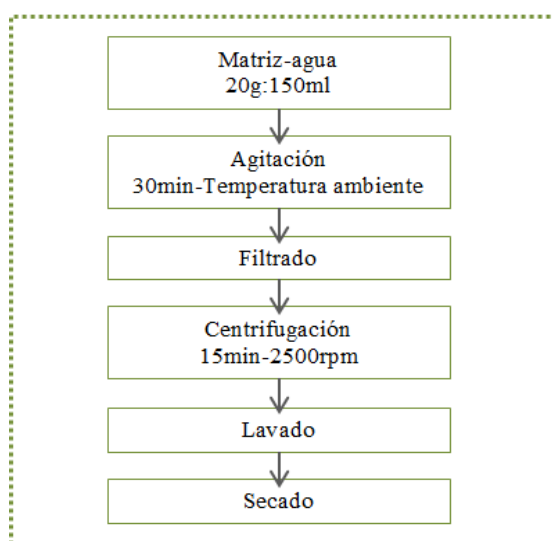 Matriz-agua
20g:150ml
Agitación
30min-Temperatura ambiente
Filtrado
Centrifugación
15min-2500rpm
Lavado
Secado